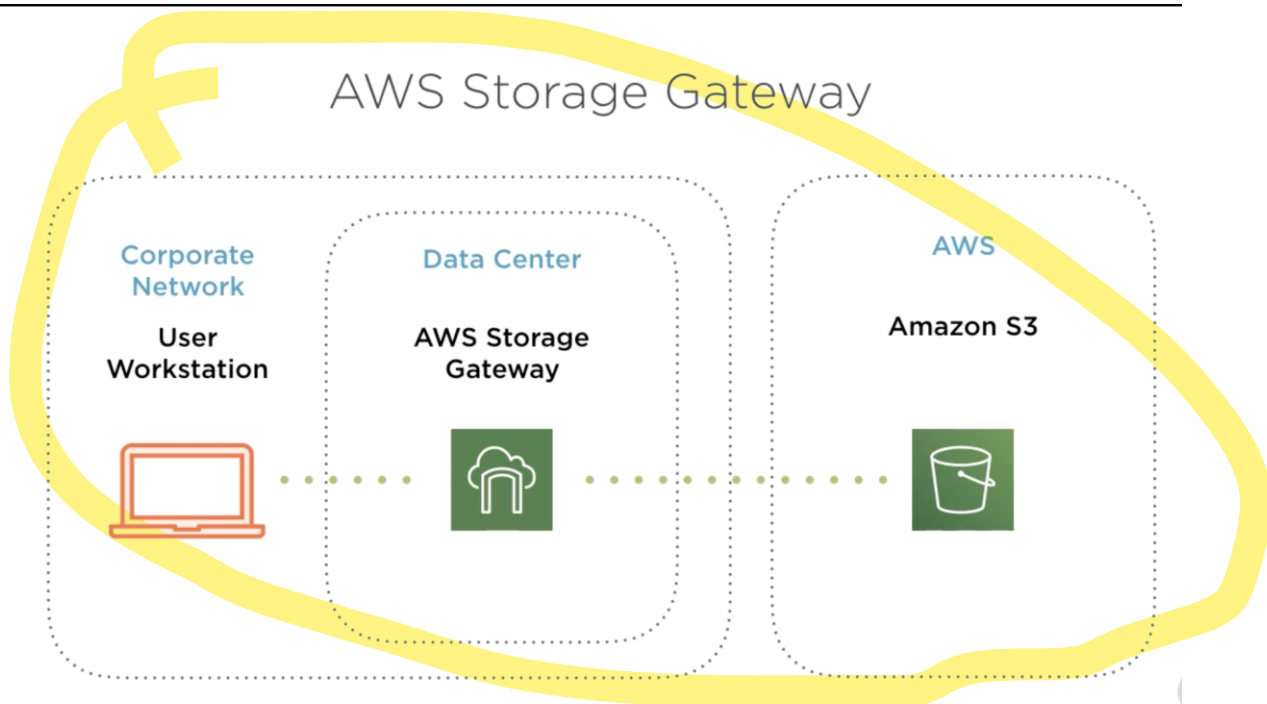 AWS Storage Gateway
Corporate
Network
User
Workstation
Data Center
AWS Storage
Gateway
AWS
Amazon S3